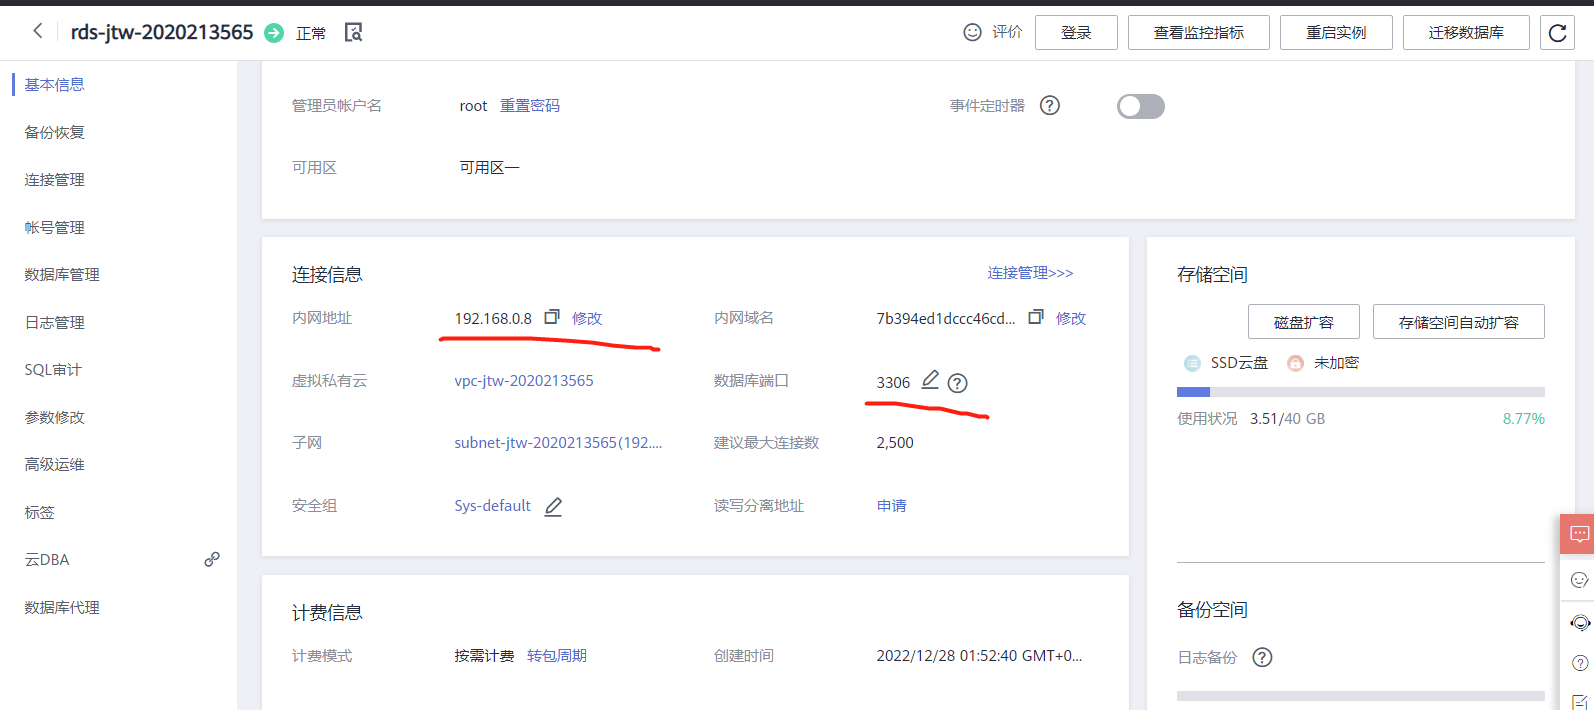 rds-jtw-2020213565 正常 评价 登录 查看监控指标 重启实例 迁移数据库
基本信息
备份恢复
连接管理
帐号管理
数据库管理
日志管理
SQL审计
参数修改
高级运维
标签
云DBA
数据库代理
管理员帐户名 root 重置密码 事件定时器
可用区 可用区一
连接信息 连接管理>>>
内网地址 192.168.0.8 修改 内网域名 7b394ed1dccc46cd... 修改
虚拟私有云 vpc-jtw-2020213565 数据库端口 3306
子网 subnet-jtw-2020213565(192.... 建议最大连接数 2,500
安全组 Sys-default 读写分离地址 申请
计费信息
计费模式 按需计费 转包周期 创建时间 2022/12/28 01:52:40 GMT+0...
存储空间
磁盘扩容 存储空间自动扩容
SSD云盘 未加密
使用状况 3.51/40 GB 8.77%
备份空间
日志备份